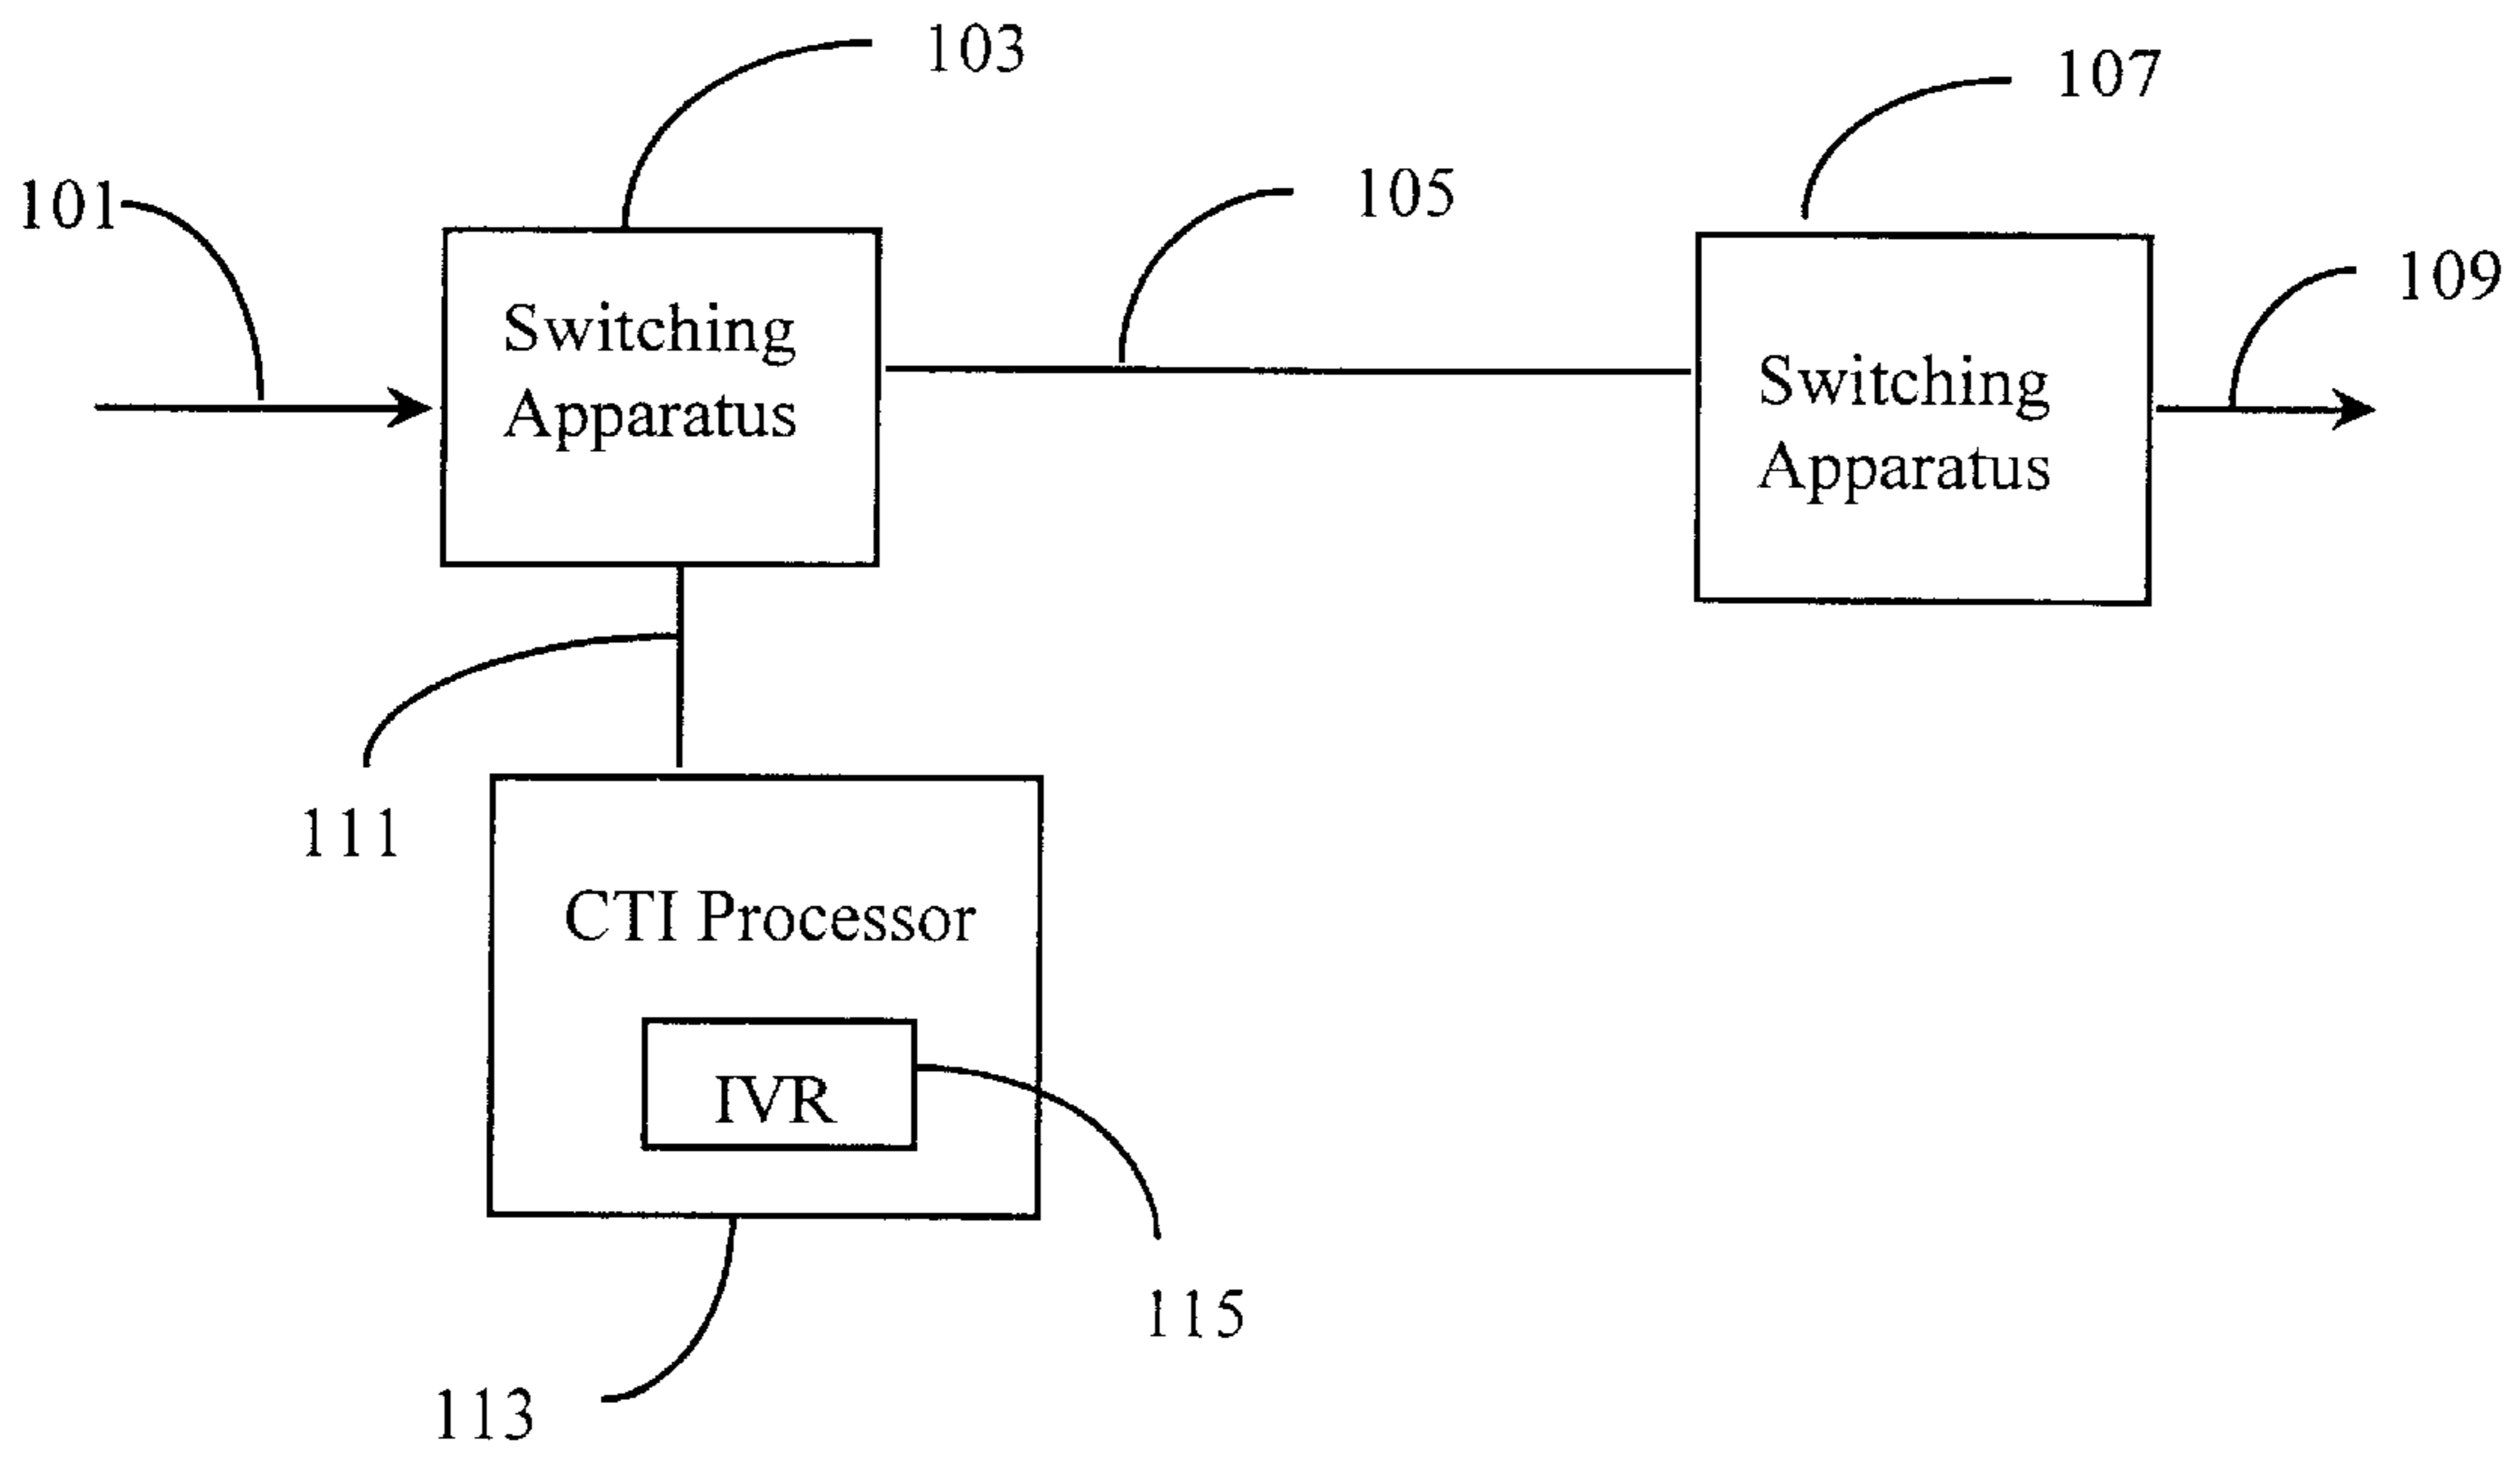 103
107
101
105
109
Switching
Apparatus
Switching
Apparatus
111
CTI Processor
IVR
115
113